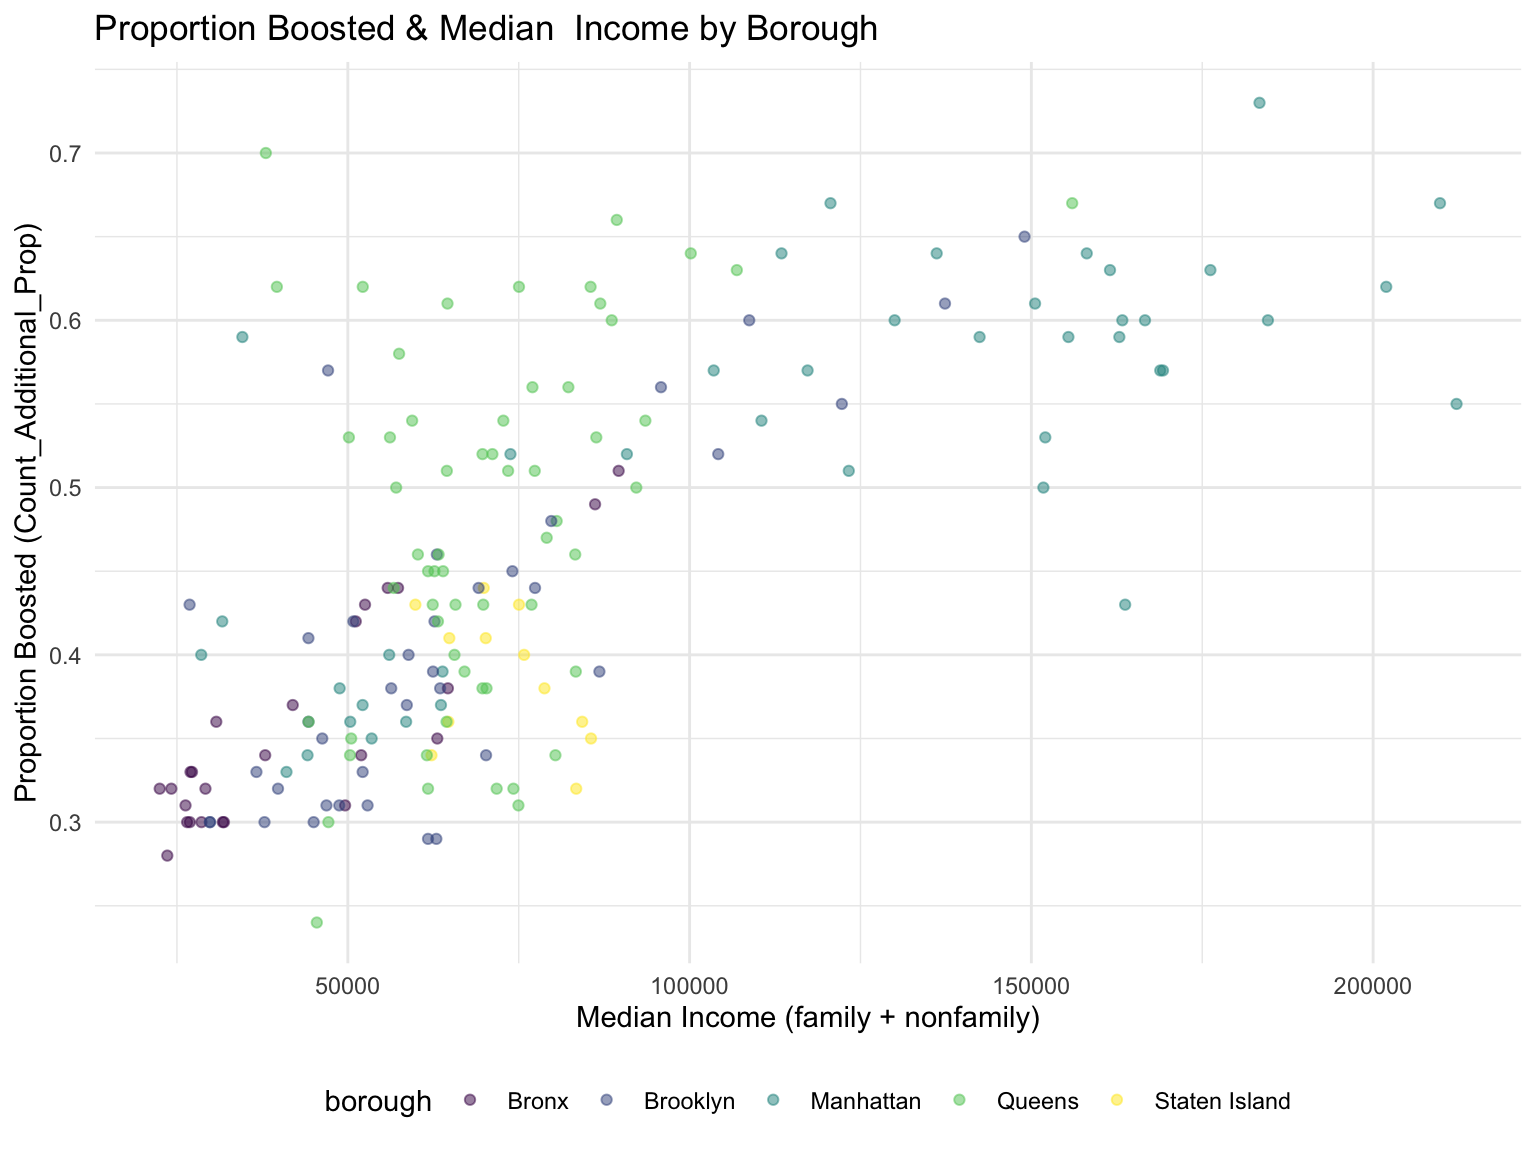 Proportion Boosted & Median  Income by Borough
Proportion Boosted (Count_Additional_Prop)
0.7
0.6
0.5
0.4
0.3
50000 100000 150000 200000
Median Income (family + nonfamily)
borough Bronx Brooklyn Manhattan Queens Staten Island